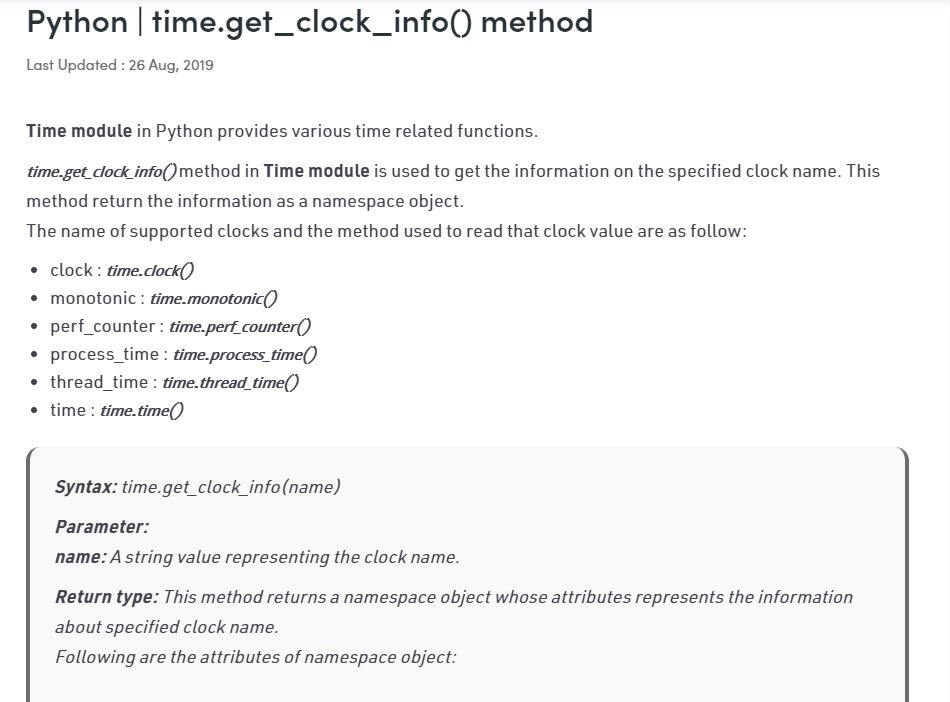 Python | time.get_clock_info() method
Last Updated : 26 Aug, 2019
Time module in Python provides various time related functions.
time.get_clock_info() method in Time module is used to get the information on the specified clock name. This
method return the information as a namespace object.
The name of supported clocks and the method used to read that clock value are as follow:
• clock : time.clock()
• monotonic : time.monotonic()
• perf_counter : time.perf_counter()
• process_time : time.process_time()
• thread_time : time.thread_time()
• time : time.time()
Syntax: time.get_clock_info(name)
Parameter:
name: A string value representing the clock name.
Return type: This method returns a namespace object whose attributes represents the information
about specified clock name.
Following are the attributes of namespace object: